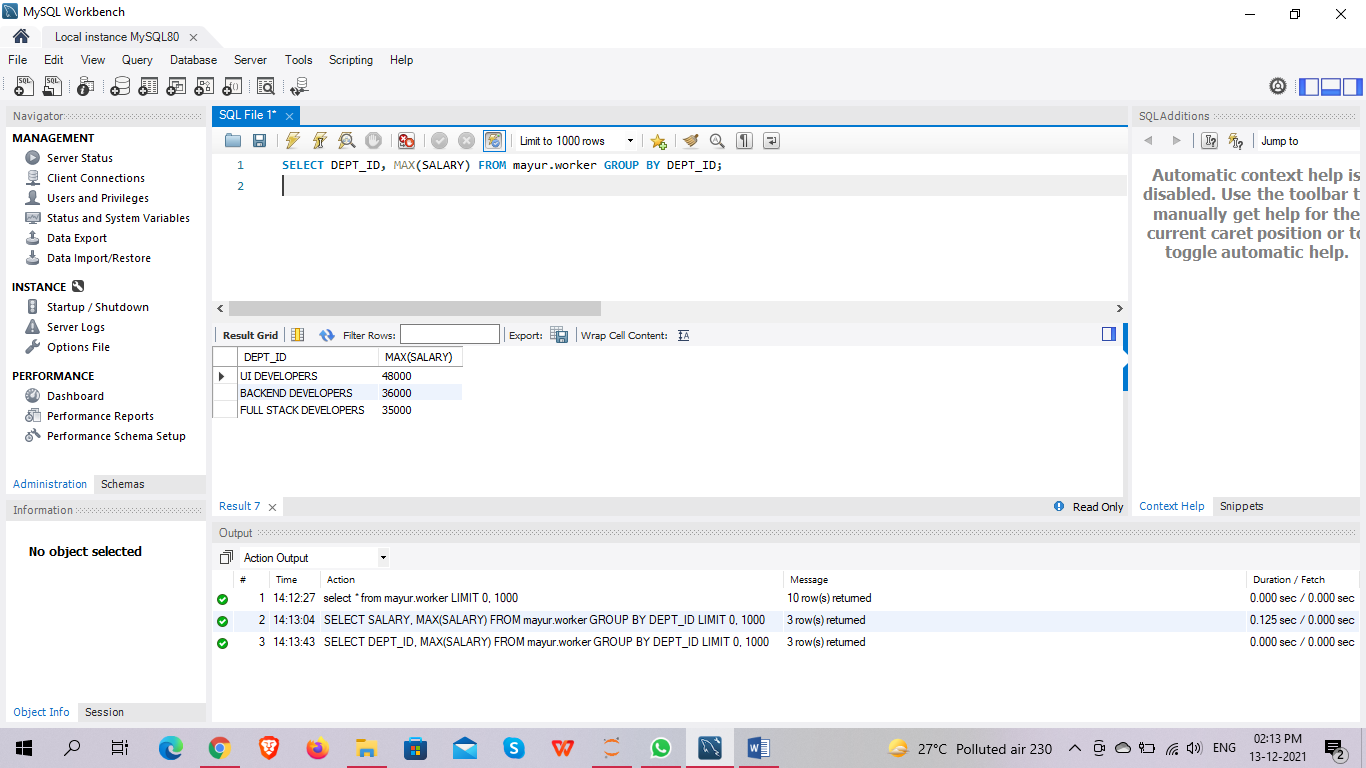 MySQL Workbench
Local instance MySQL80
File Edit View Query Database Server Tools Scripting Help
Navigator
MANAGEMENT
Server Status
Client Connections
Users and Privileges
Status and System Variables
Data Export
Data Import/Restore
INSTANCE
Startup / Shutdown
Server Logs
Options File
PERFORMANCE
Dashboard
Performance Reports
Performance Schema Setup
Administration Schemas
Information
No object selected
Object Info Session
SQL File 1*
Limit to 1000 rows
1 SELECT DEPT_ID, MAX(SALARY) FROM mayur.worker GROUP BY DEPT_ID;
2
Result Grid Filter Rows: Export: Wrap Cell Content:
DEPT_ID MAX(SALARY)
UI DEVELOPERS 48000
BACKEND DEVELOPERS 36000
FULL STACK DEVELOPERS 35000
Result 7 Read Only
SQLAdditions
Jump to
Automatic context help is
disabled. Use the toolbar t
manually get help for the
current caret position or to
toggle automatic help.
Context Help Snippets
Output
Action Output
# Time Action Message Duration / Fetch
1 14:12:27 select * from mayur.worker LIMIT 0, 1000 10 row(s) returned 0.000 sec / 0.000 sec
2 14:13:04 SELECT SALARY, MAX(SALARY) FROM mayur.worker GROUP BY DEPT_ID LIMIT 0, 1000 3 row(s) returned 0.125 sec / 0.000 sec
3 14:13:43 SELECT DEPT_ID, MAX(SALARY) FROM mayur.worker GROUP BY DEPT_ID LIMIT 0, 1000 3 row(s) returned 0.000 sec / 0.000 sec
27°C Polluted air 230 ENG 02:13 PM
13-12-2021 2